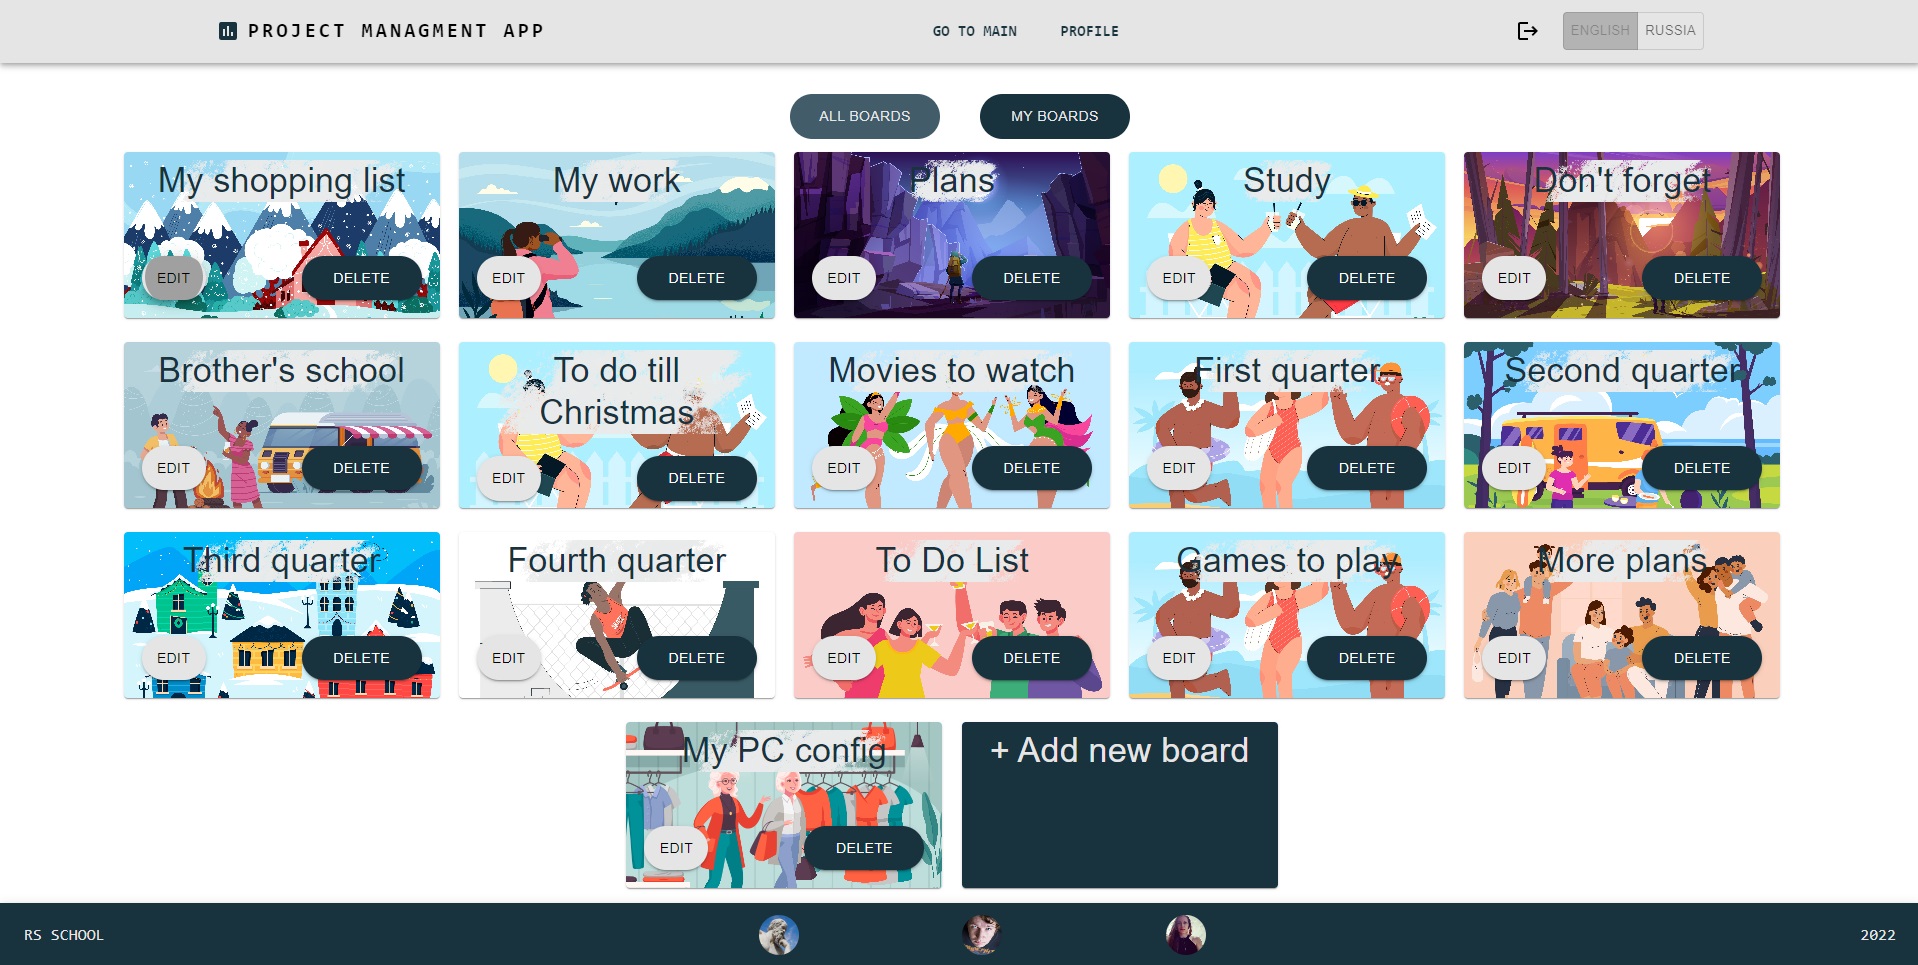 PROJECT MANAGMENT APP
GO TO MAIN
PROFILE
ENGLISH
RUSSIA
ALL BOARDS
MY BOARDS
My shopping list
EDIT
DELETE
My work
EDIT
DELETE
Plans
EDIT
DELETE
Study
EDIT
DELETE
Don't forget
EDIT
DELETE
Brother's school
EDIT
DELETE
To do till
Christmas
EDIT
DELETE
Movies to watch
EDIT
DELETE
First quarter
EDIT
DELETE
Second quarter
EDIT
DELETE
Third quarter
EDIT
DELETE
Fourth quarter
EDIT
DELETE
To Do List
EDIT
DELETE
Games to play
EDIT
DELETE
More plans
EDIT
DELETE
My PC config
EDIT
DELETE
+ Add new board
RS SCHOOL
2022